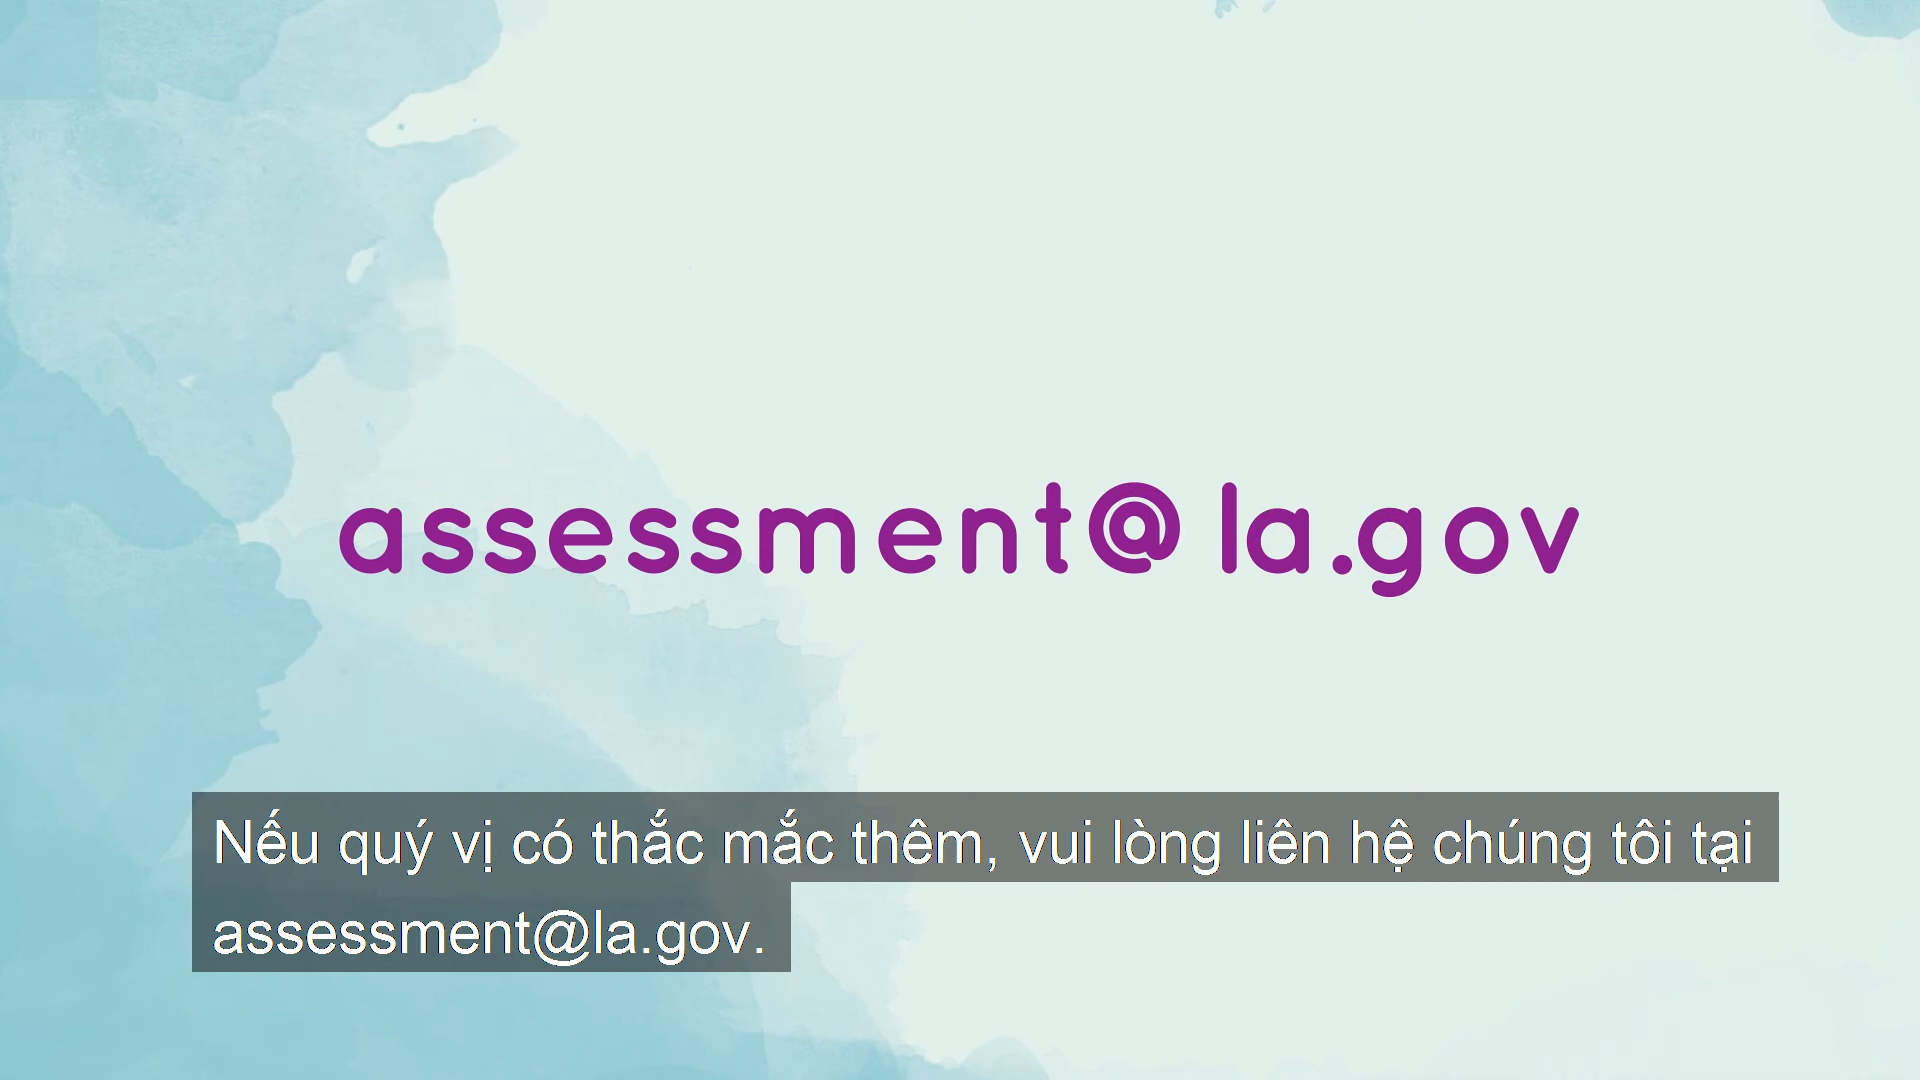 assessment@la.gov
Nếu quý vị có thắc mắc thêm, vui lòng liên hệ chúng tôi tại
assessment@la.gov.